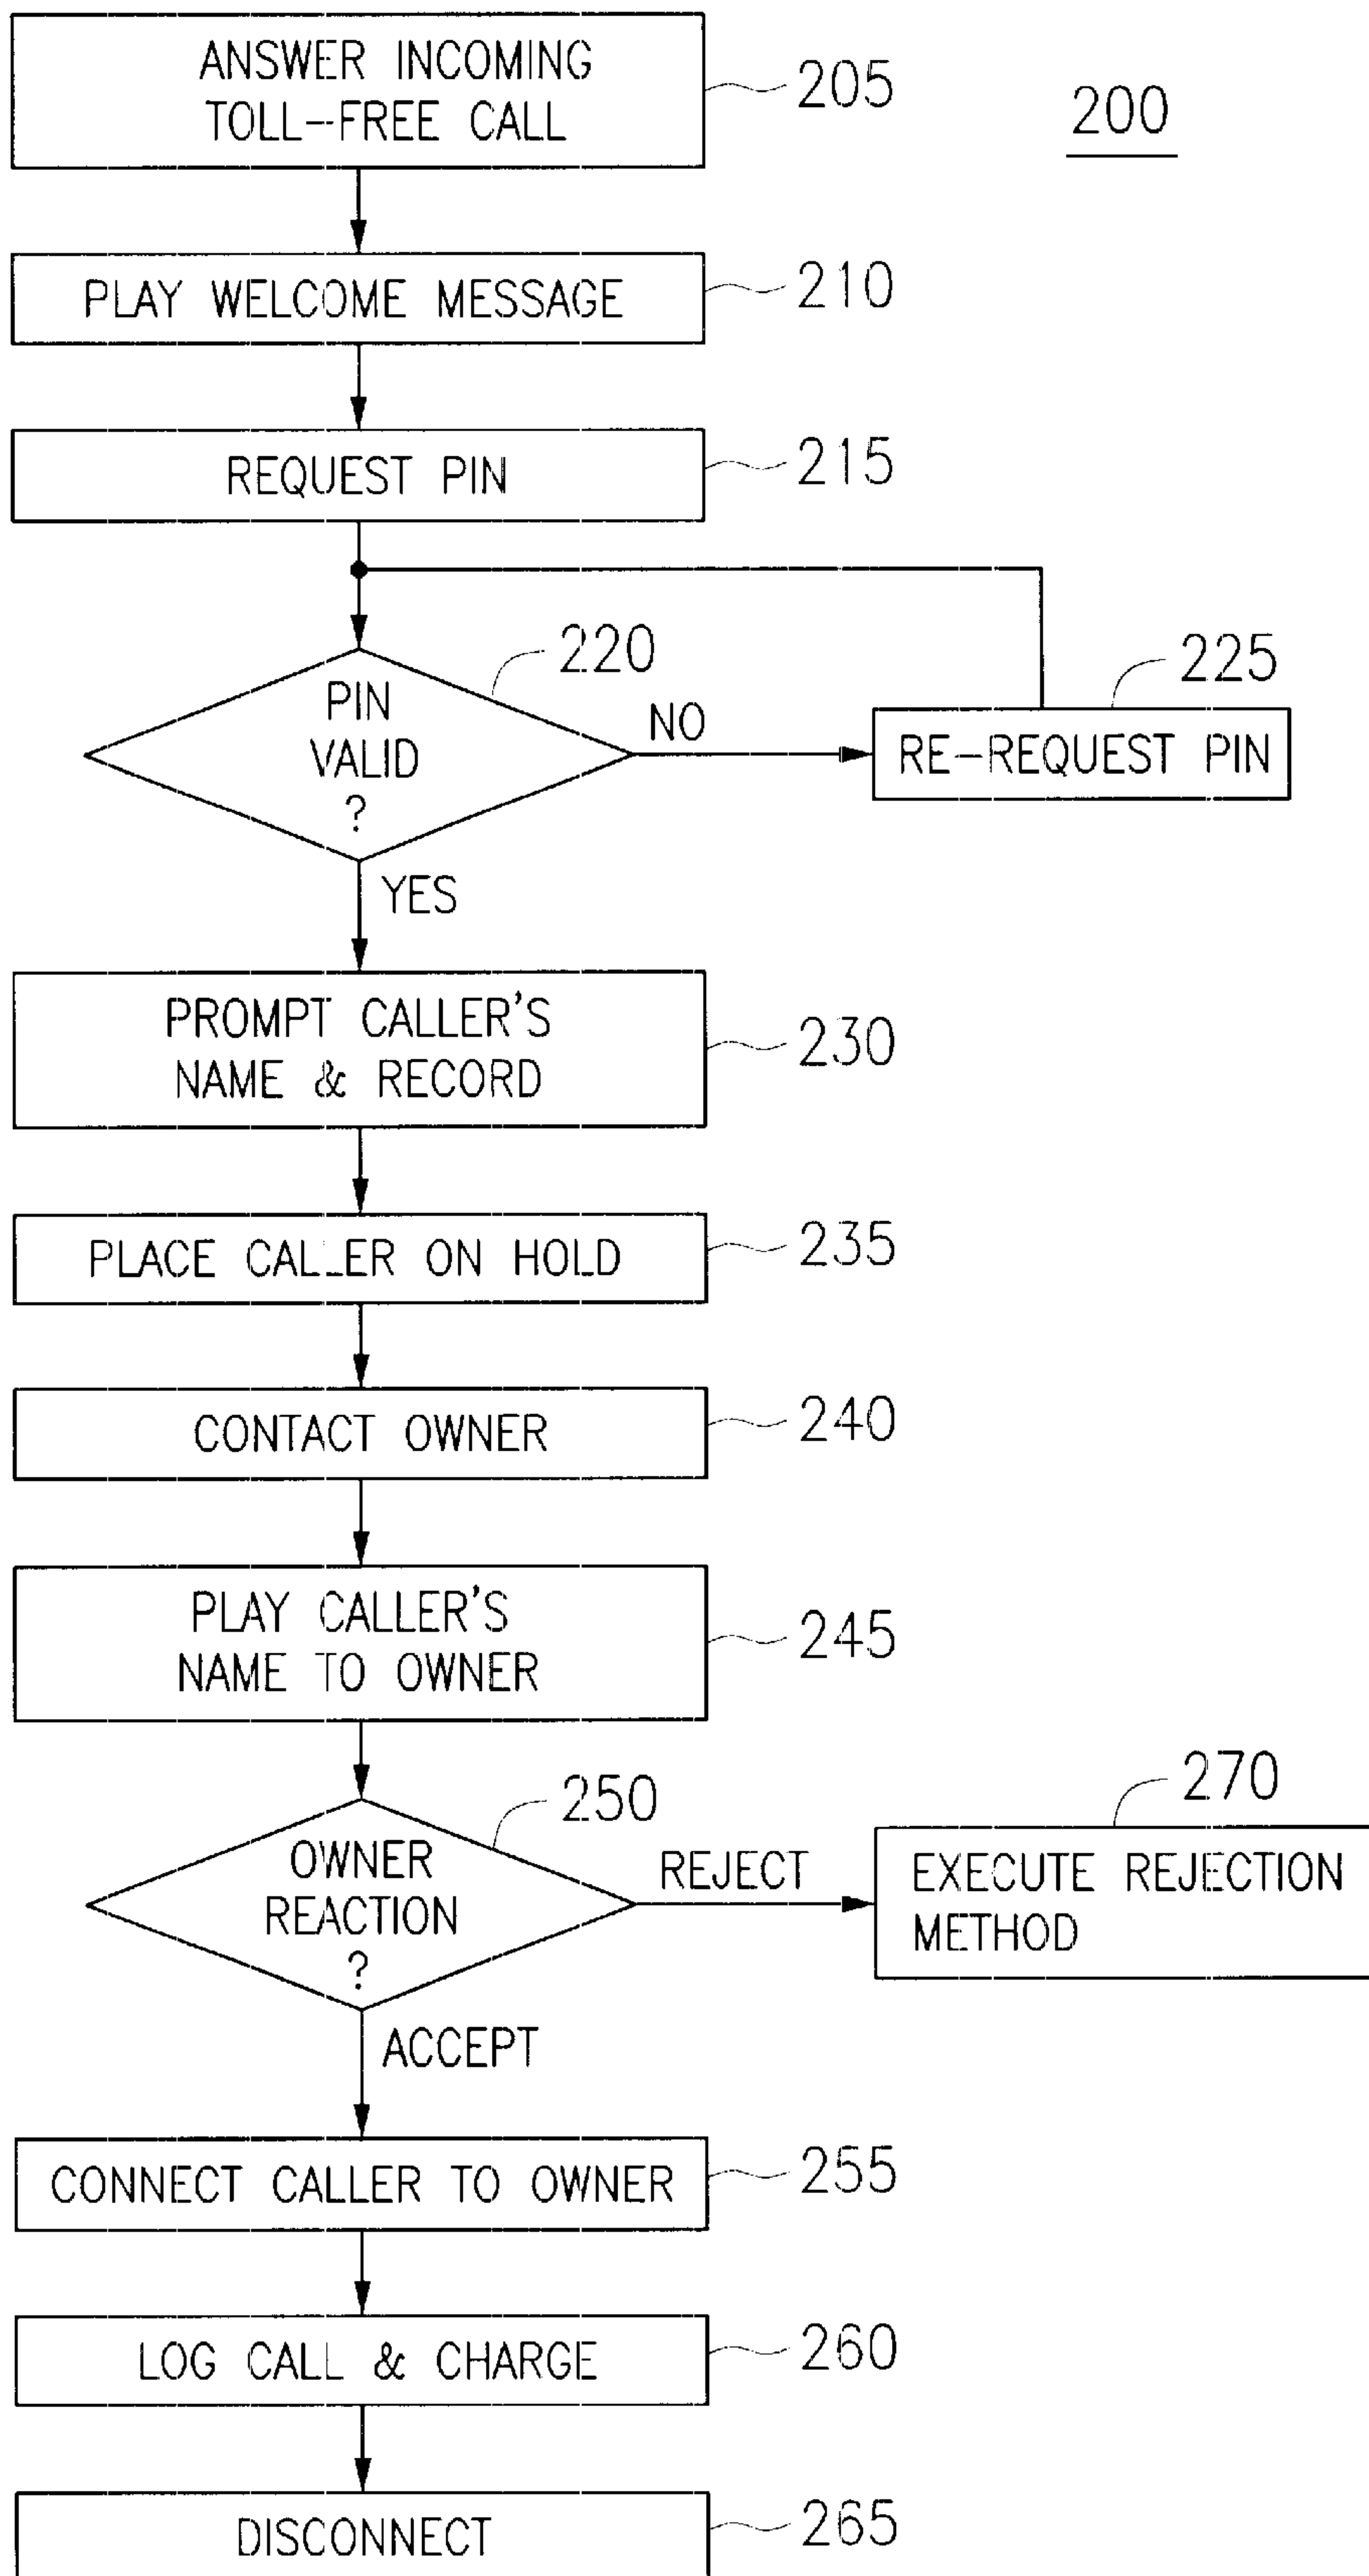 ANSWER INCOMING
TOLL-FREE CALL
205
200
PLAY WELCOME MESSAGE
210
REQUEST PIN
215
220
PIN
VALID
?
NO
225
RE-REQUEST PIN
YES
PROMPT CALLER'S
NAME & RECORD
230
PLACE CALLER ON HOLD
235
CONTACT OWNER
240
PLAY CALLER'S
NAME TO OWNER
245
250
OWNER
REACTION
?
REJECT
270
EXECUTE REJECTION
METHOD
ACCEPT
CONNECT CALLER TO OWNER
255
LOG CALL & CHARGE
260
DISCONNECT
265